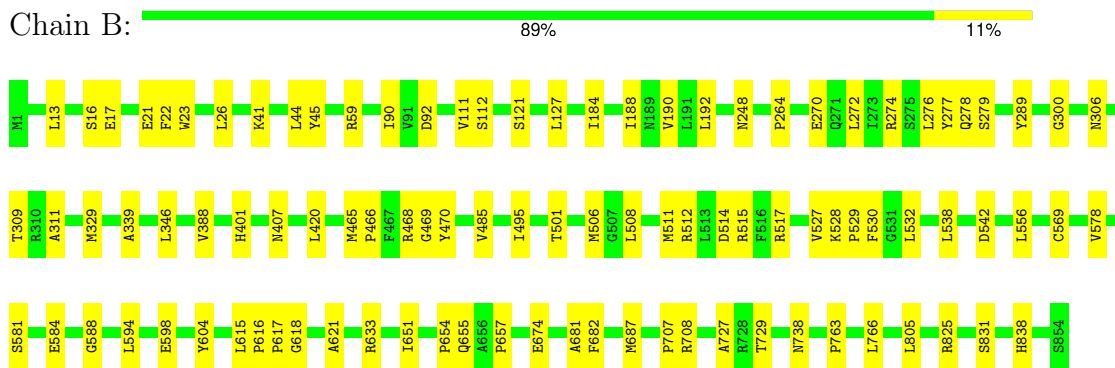 Chain B:
89% 11%
M1 L13 S16 E17 E21 F22 W23 L26 K41 L44 Y45 R59 I90 V91 D92 V111 S112 S121 L127 I184 I188 N189 V190 L191 L192 N248 P264 E270 Q271 L272 I273 R274 S275 L276 Y277 Q278 S279 Y289 G300 N306
T309 R310 A311 M329 A339 L346 V388 H401 N407 L420 M465 P466 F467 R468 G469 Y470 V485 I495 T501 M506 G507 L508 M511 R512 L513 D514 R515 F516 R517 V527 K528 P529 F530 G531 L532 L538 D542 L556 C569 V578
S581 E584 G588 L594 E598 Y604 L615 P616 P617 G618 A621 R633 I651 P654 Q655 A656 P657 E674 A681 F682 M687 P707 R708 A727 R728 T729 N738 P763 L766 L805 R825 S831 H838 S854